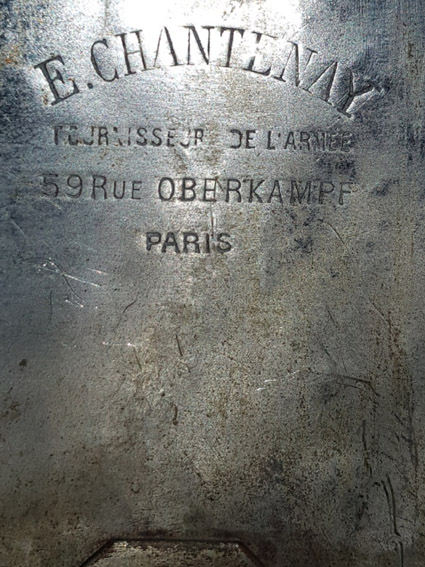 E. CHANTENAY
FOURNISSEUR DE L'ARMÉE
59 RUE OBERKAMPF
PARIS